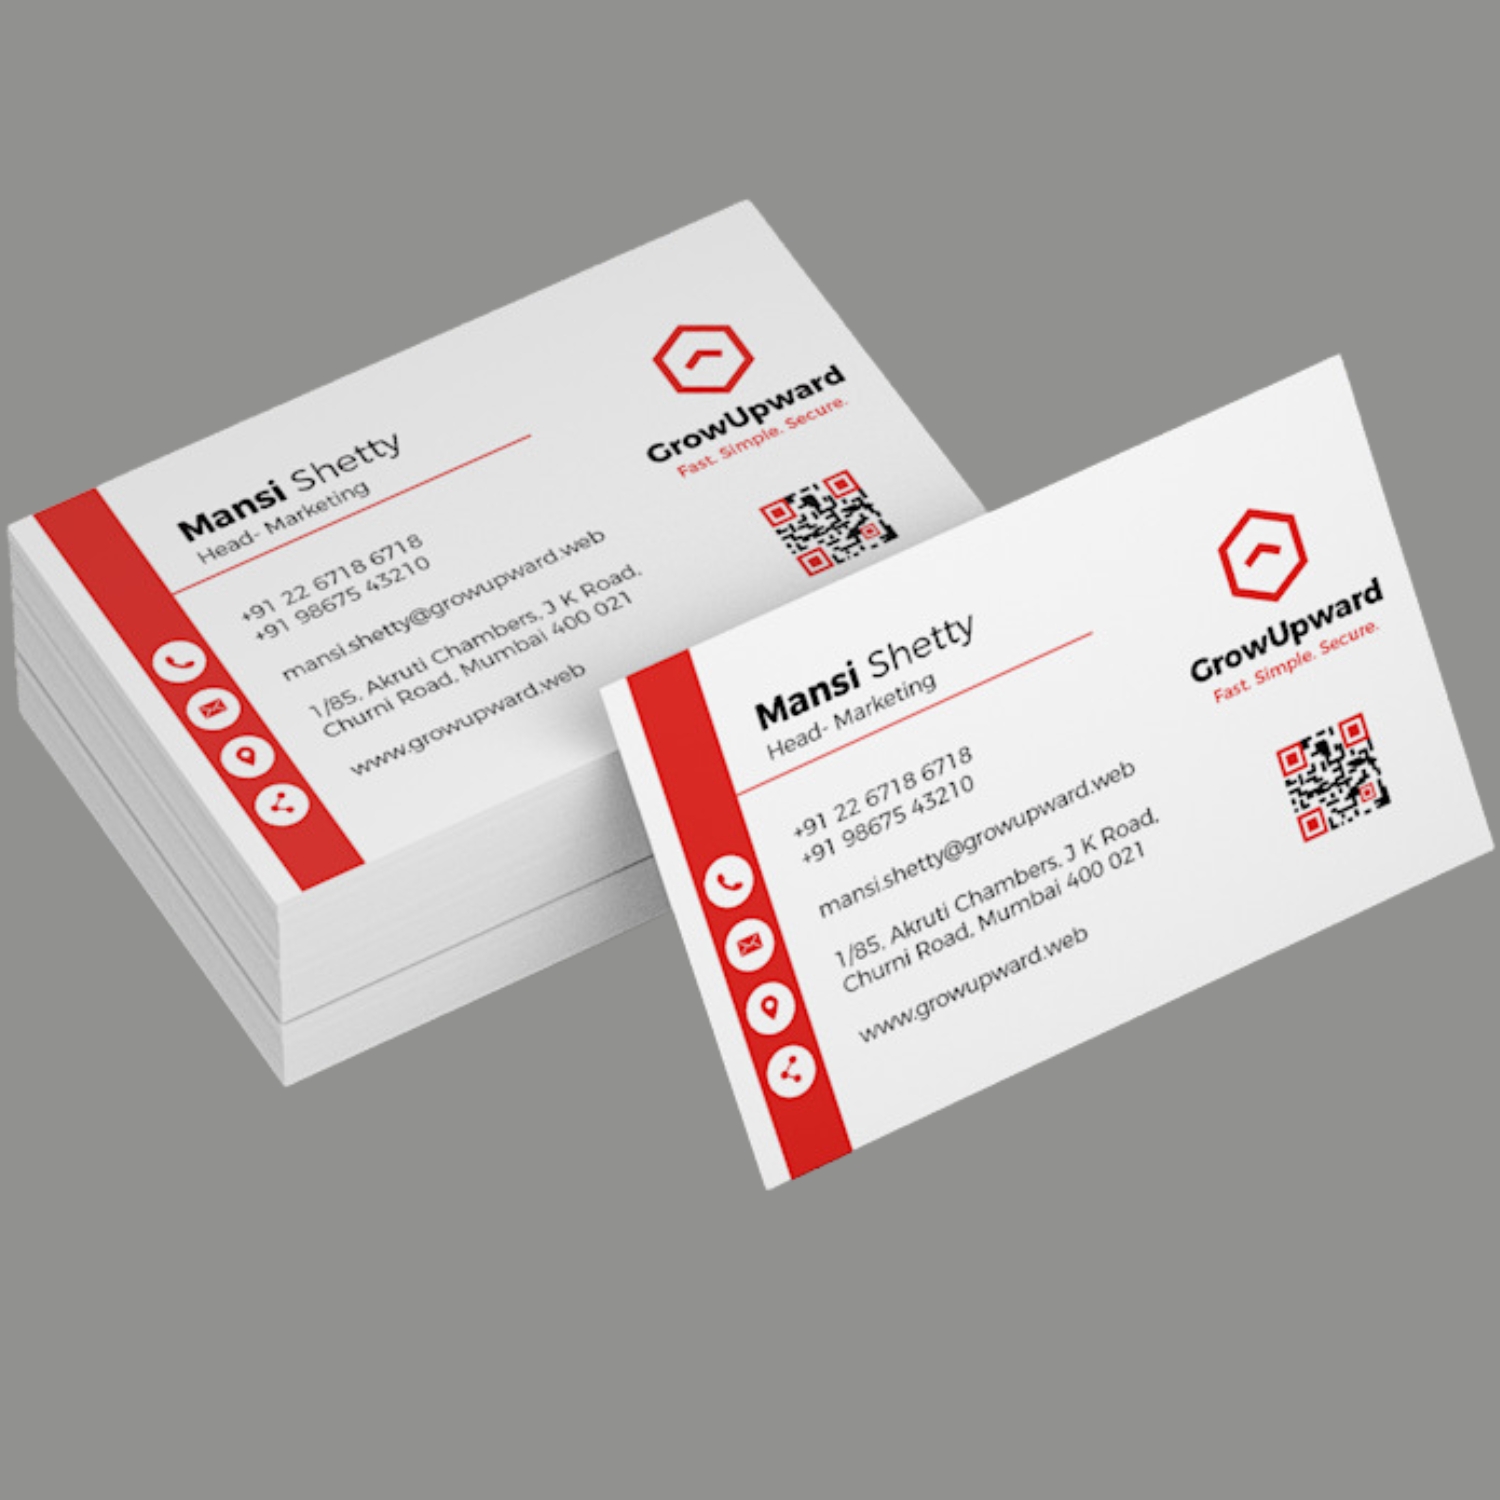 Mansi Shetty
Head- Marketing
+91 22 6718 6718
+91 98675 43210
mansi.shetty@growupward.web
1/85, Akruti Chambers, J K Road,
Churni Road, Mumbai 400 021
www.growupward.web
GrowUpward
Fast. Simple. Secure.
Mansi Shetty
Head- Marketing
+91 22 6718 6718
+91 98675 43210
mansi.shetty@growupward.web
1/85, Akruti Chambers, J K Road,
Churni Road, Mumbai 400 021
www.growupward.web
GrowUpward
Fast. Simple. Secure.